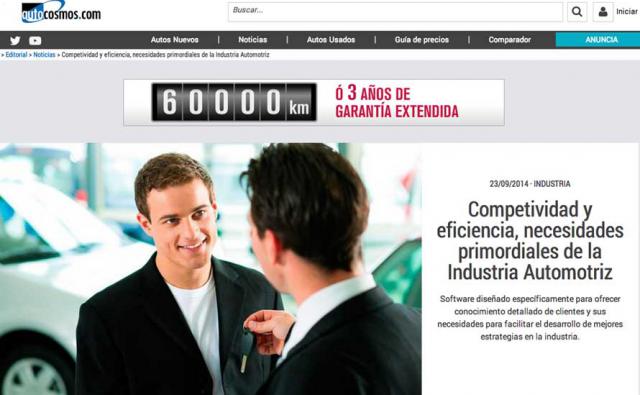 autocosmos.com
Buscar...
Iniciar
Autos Nuevos | Noticias | Autos Usados | Guía de precios | Comparador ANUNCIA
> Editorial > Noticias > Competividad y eficiencia, necesidades primordiales de la Industria Automotriz
60000 km
Ó 3 AÑOS DE
GARANTÍA EXTENDIDA
23/09/2014 - INDUSTRIA
Competividad y
eficiencia, necesidades
primordiales de la
Industria Automotriz
Software diseñado específicamente para ofrecer
conocimiento detallado de clientes y sus
necesidades para facilitar el desarrollo de mejores
estrategias en la industria.